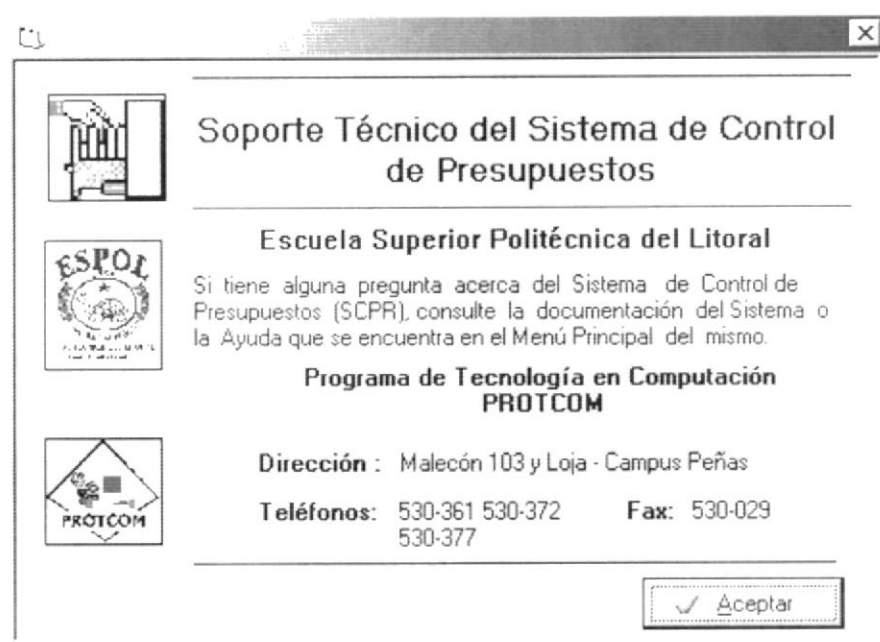 Soporte Técnico del Sistema de Control
de Presupuestos
ESPOL
Escuela Superior Politécnica del Litoral
Si tiene alguna pregunta acerca del Sistema de Control de
Presupuestos (SCPR), consulte la documentación del Sistema o
la Ayuda que se encuentra en el Menú Principal del mismo.
Programa de Tecnología en Computación
PROTCOM
PROTCOM
Dirección : Malecón 103 y Loja - Campus Peñas
Teléfonos: 530-361 530-372 Fax: 530-029
530-377
Aceptar